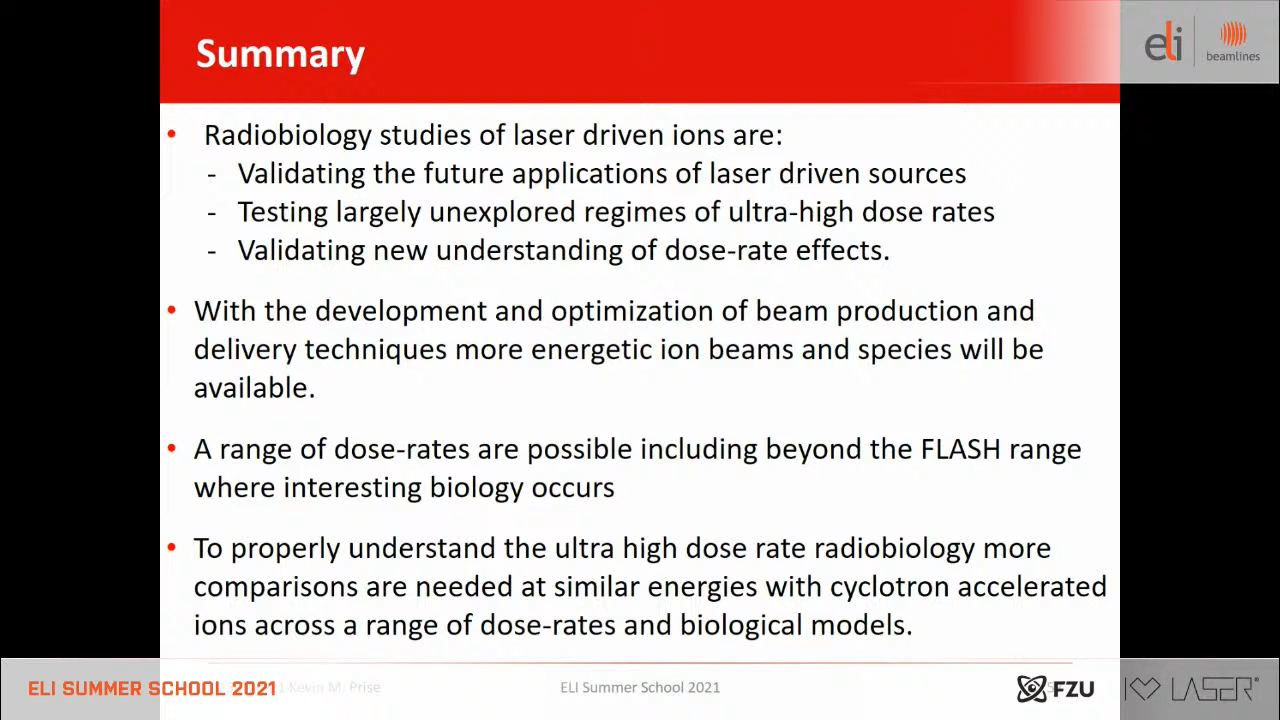 Summary
eli
beamlines
• Radiobiology studies of laser driven ions are:
- Validating the future applications of laser driven sources
- Testing largely unexplored regimes of ultra-high dose rates
- Validating new understanding of dose-rate effects.
• With the development and optimization of beam production and
delivery techniques more energetic ion beams and species will be
available.
• A range of dose-rates are possible including beyond the FLASH range
where interesting biology occurs
• To properly understand the ultra high dose rate radiobiology more
comparisons are needed at similar energies with cyclotron accelerated
ions across a range of dose-rates and biological models.
ELI SUMMER SCHOOL 2021
Kevin M. Prise
ELI Summer School 2021
FZU
I LASER